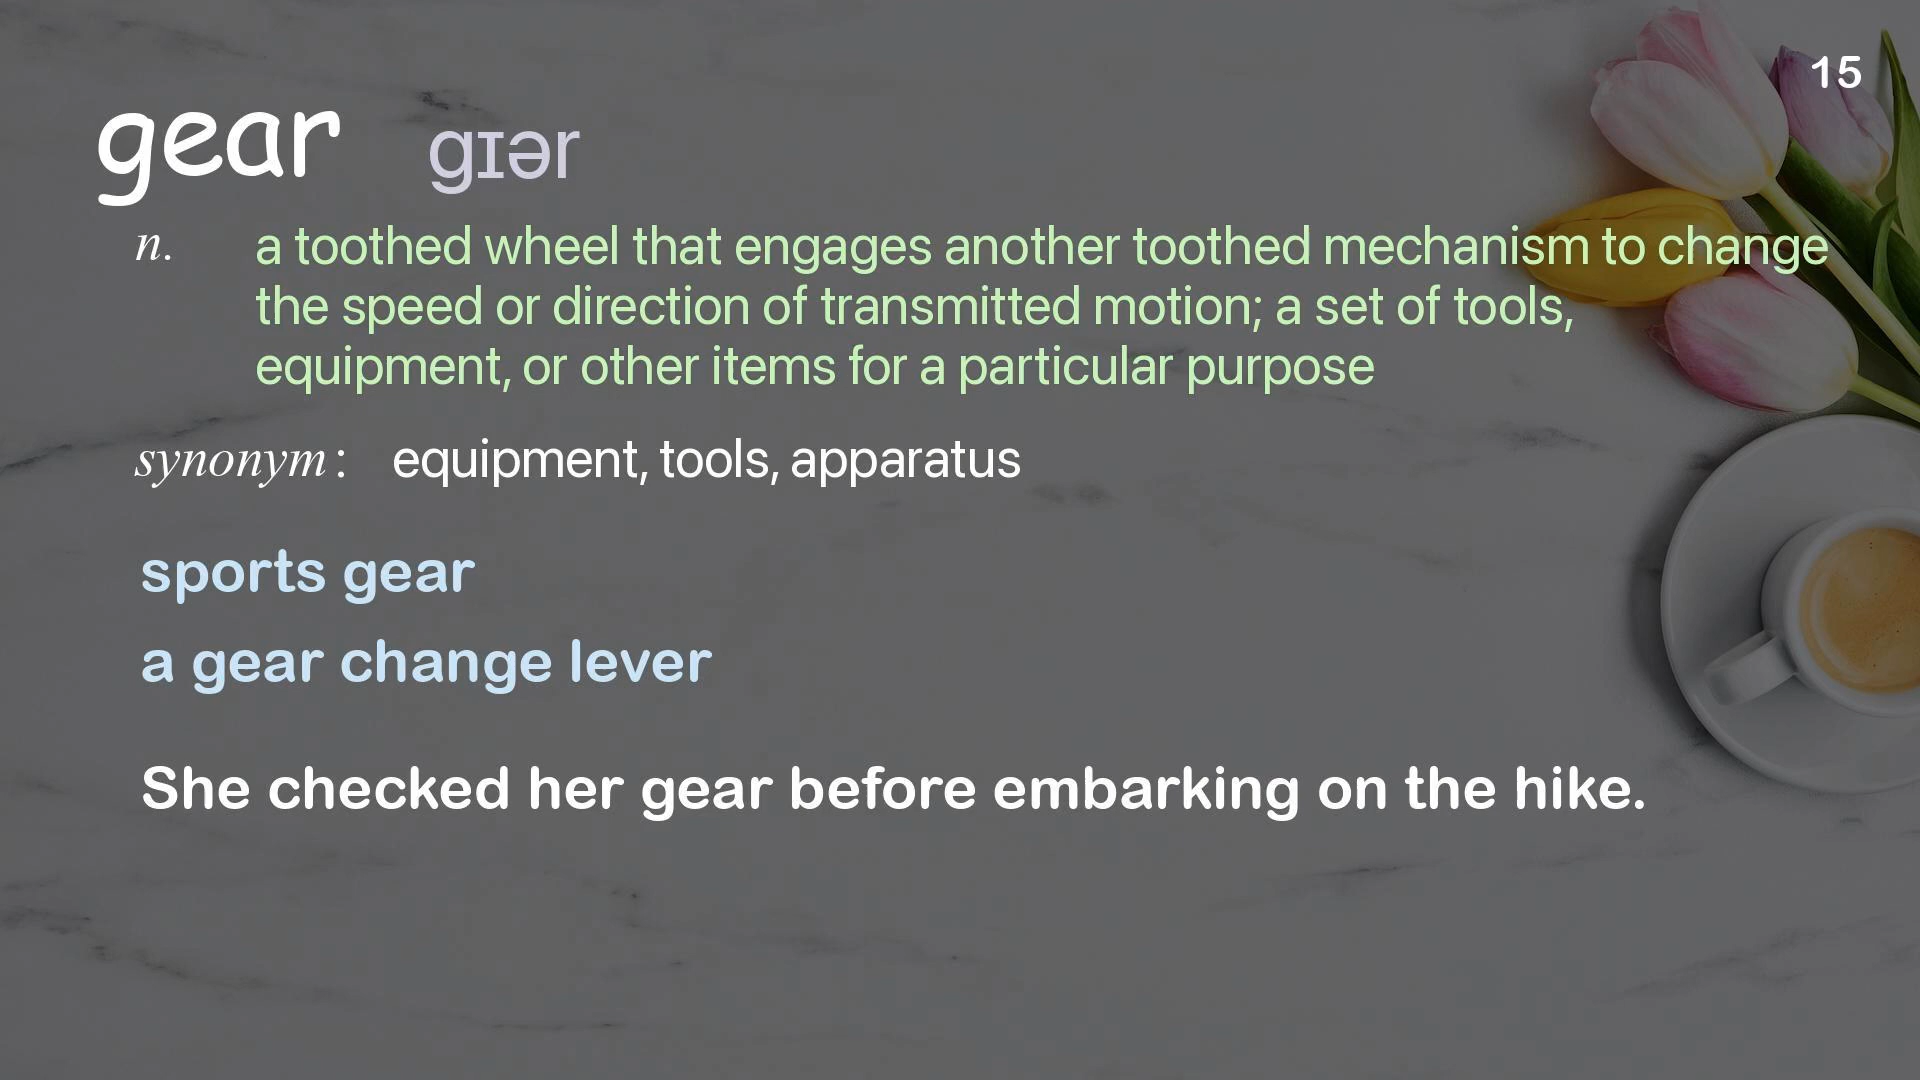 15
gear gɪər
n. a toothed wheel that engages another toothed mechanism to change
the speed or direction of transmitted motion; a set of tools,
equipment, or other items for a particular purpose
synonym: equipment, tools, apparatus
sports gear
a gear change lever
She checked her gear before embarking on the hike.